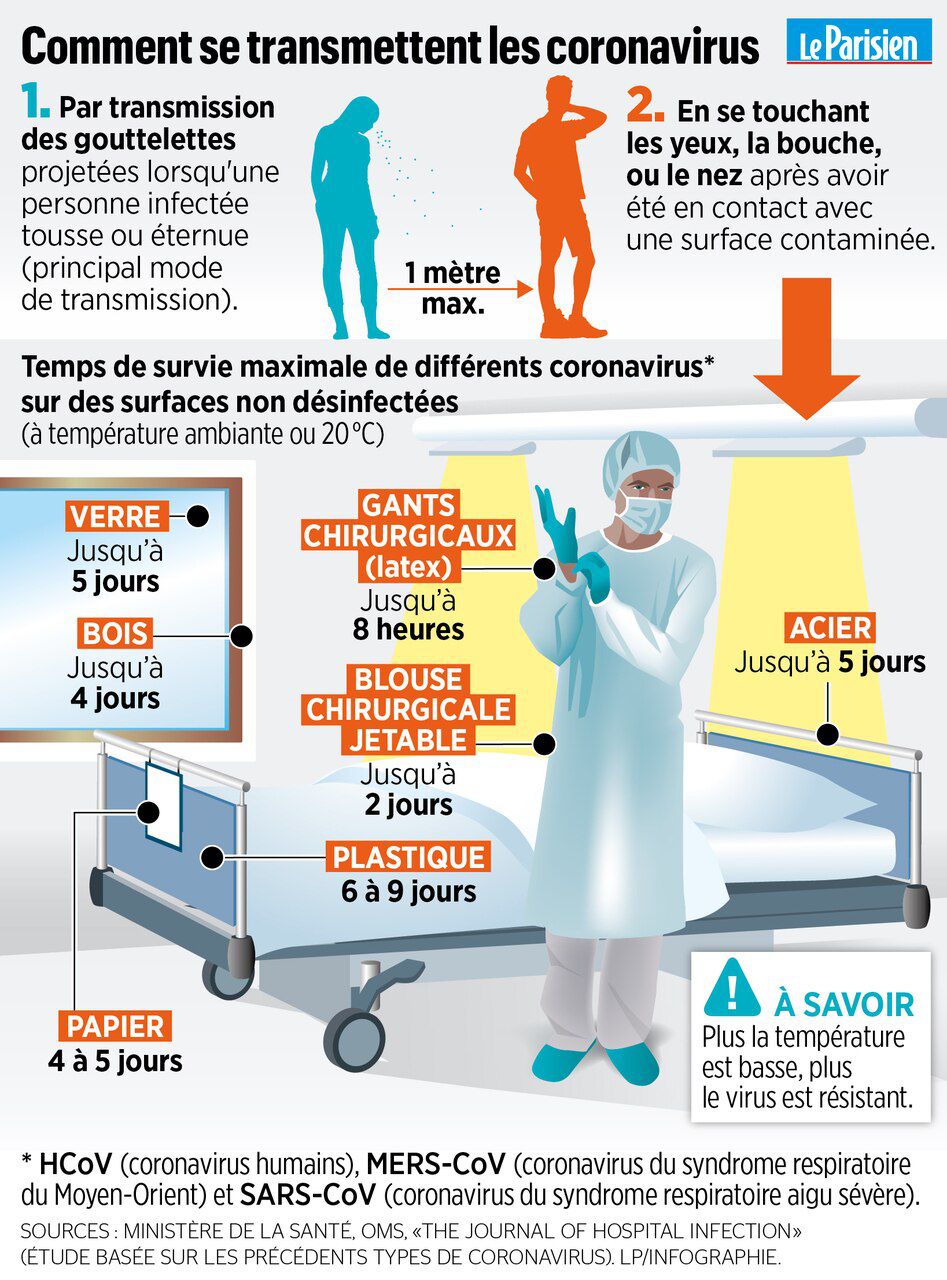 Comment se transmettent les coronavirus
Le Parisien
1. Par transmission
des gouttelettes
projetées lorsqu'une
personne infectée
tousse ou éternue
(principal mode
de transmission).
1 mètre
max.
2. En se touchant
les yeux, la bouche,
ou le nez après avoir
été en contact avec
une surface contaminée.
Temps de survie maximale de différents coronavirus*
sur des surfaces non désinfectées
(à température ambiante ou 20 °C)
VERRE
Jusqu'à
5 jours
BOIS
Jusqu'à
4 jours
GANTS
CHIRURGICAUX
(latex)
Jusqu'à
8 heures
BLOUSE
CHIRURGICALE
JETABLE
Jusqu'à
2 jours
ACIER
Jusqu'à 5 jours
PLASTIQUE
6 à 9 jours
PAPIER
4 à 5 jours
! À SAVOIR
Plus la température
est basse, plus
le virus est résistant.
* HCoV (coronavirus humains), MERS-CoV (coronavirus du syndrome respiratoire
du Moyen-Orient) et SARS-CoV (coronavirus du syndrome respiratoire aigu sévère).
SOURCES : MINISTÈRE DE LA SANTÉ, OMS, «THE JOURNAL OF HOSPITAL INFECTION»
(ÉTUDE BASÉE SUR LES PRÉCÉDENTS TYPES DE CORONAVIRUS). LP/INFOGRAPHIE.